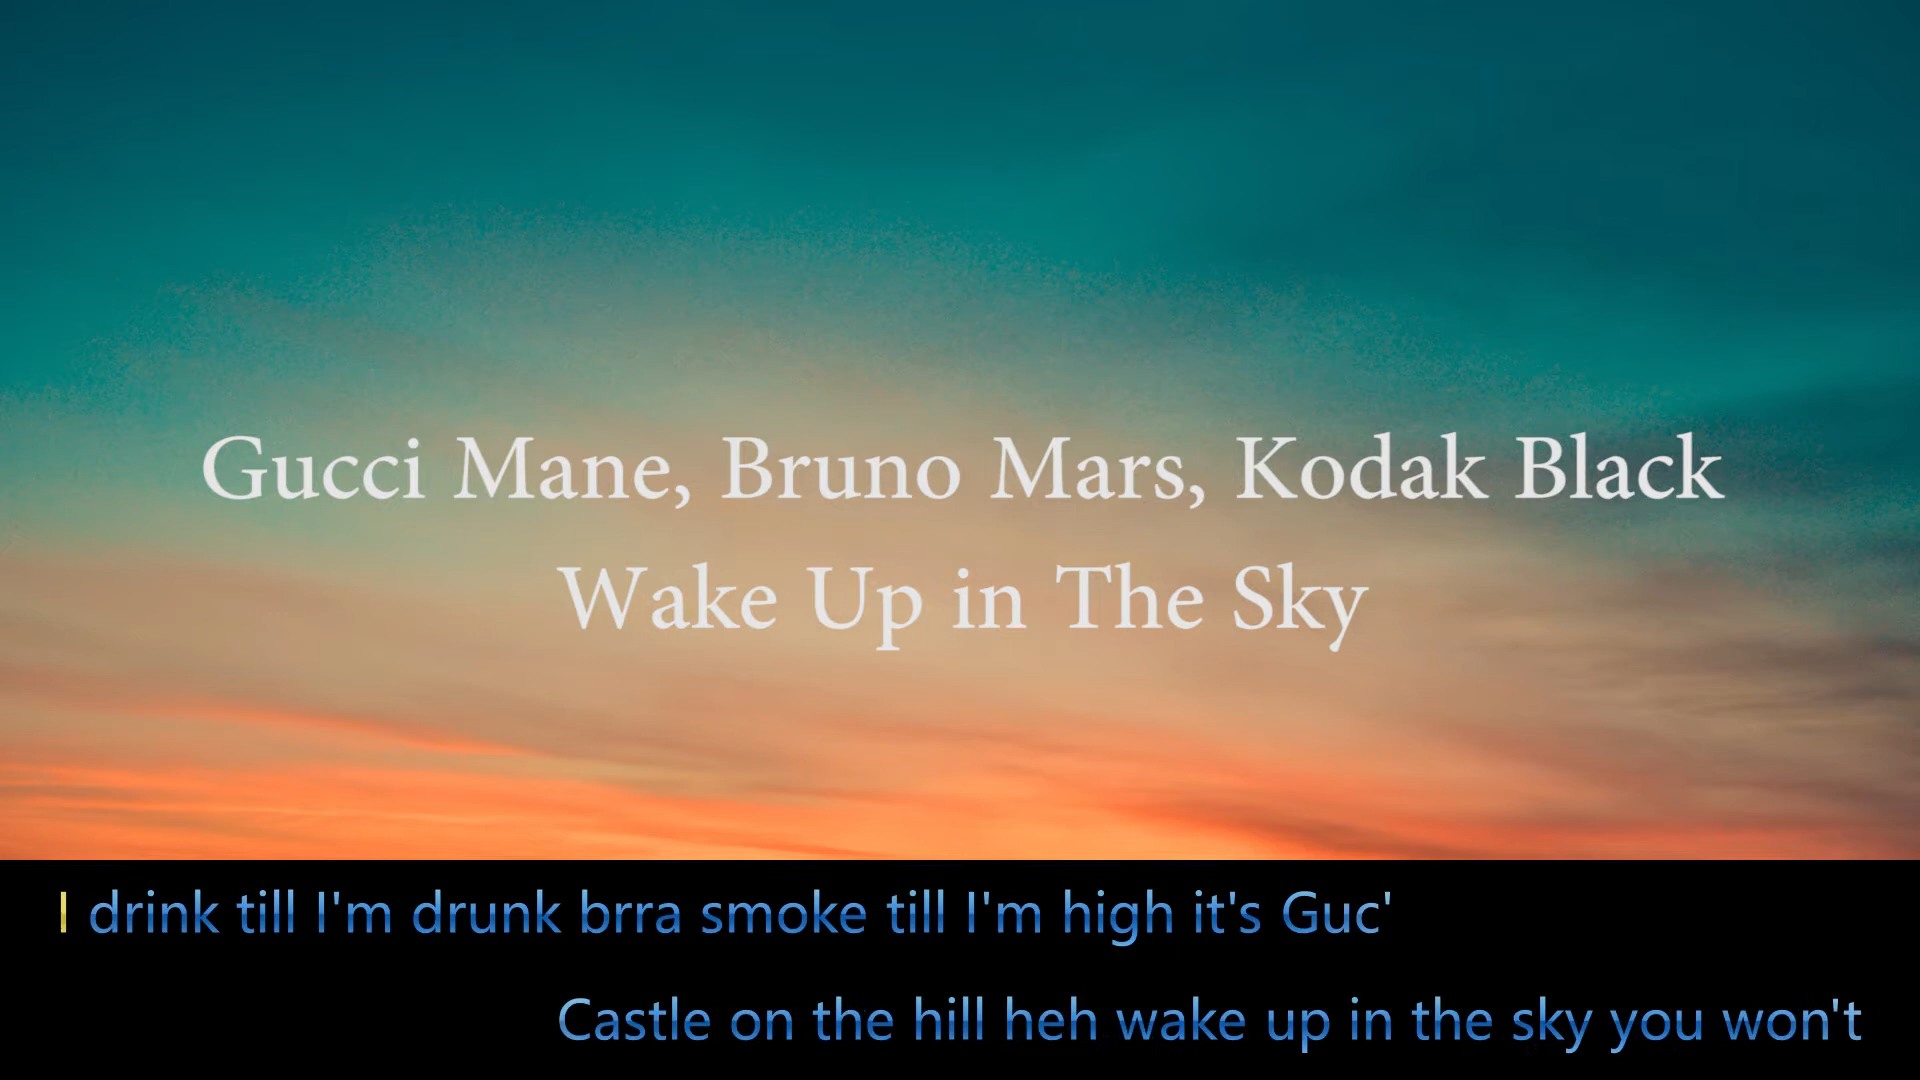 Gucci Mane, Bruno Mars, Kodak Black
Wake Up in The Sky
I drink till I'm drunk brra smoke till I'm high it's Guc'
Castle on the hill heh wake up in the sky you won't